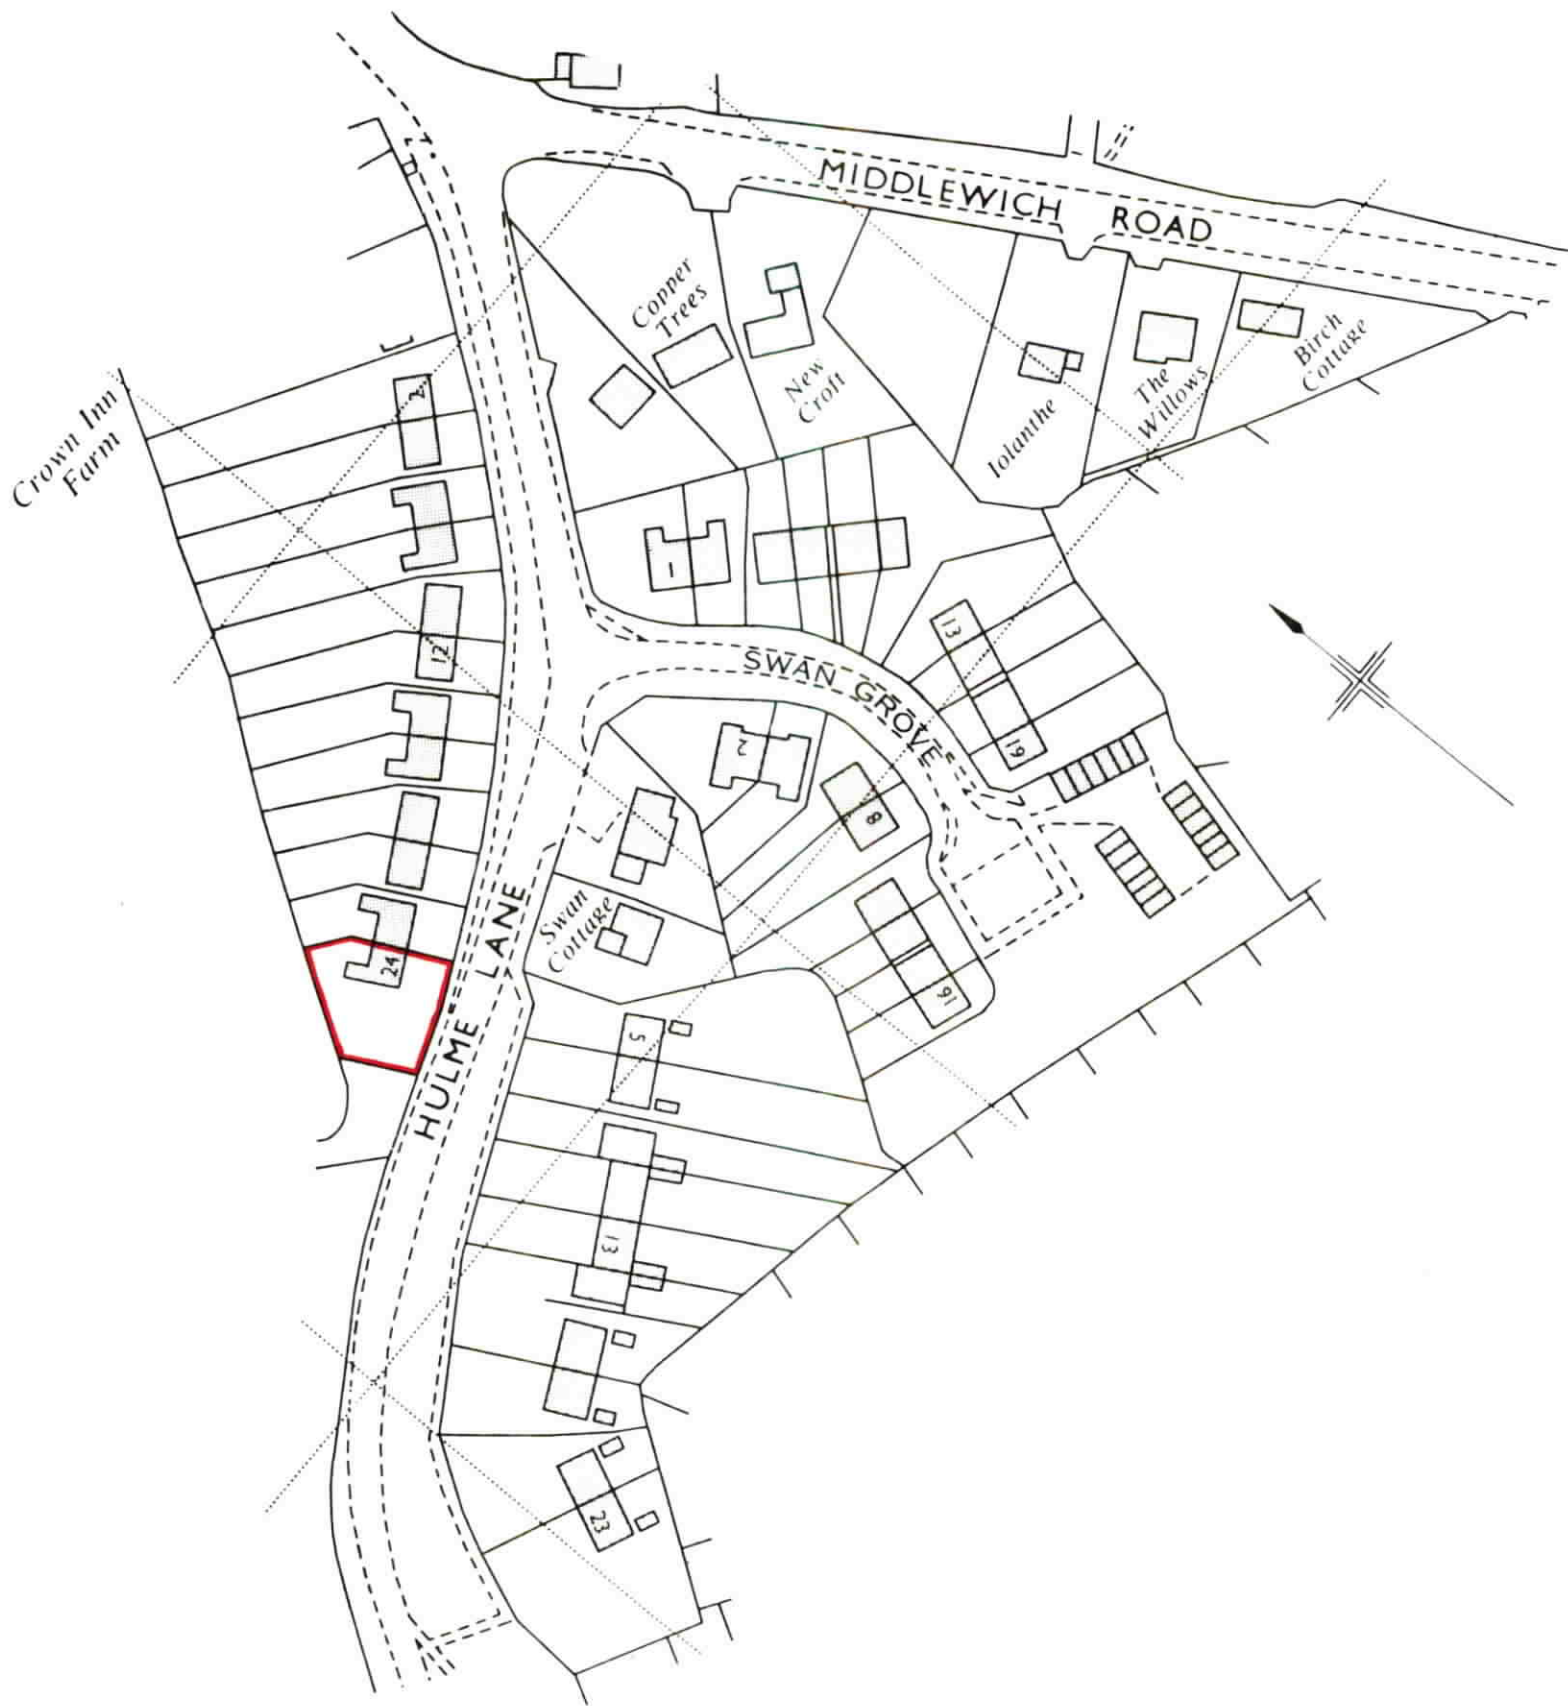 MIDDLEWICH ROAD
Copper
Trees
New
Croft
Iolanthe
The
Willows
Birch
Cottage
Crown Inn
Farm
2
1
12
13
SWAN GROVE
19
2
8
Swan
Cottage
24
16
HULME LANE
5
13
23